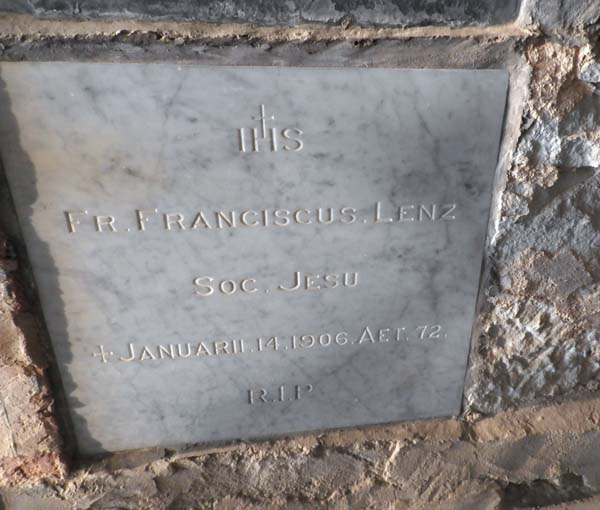 IHS
FR. FRANCISCUS. LENZ
SOC. JESU
† JANUARII. 14. 1906. AET. 72.
R.I.P.